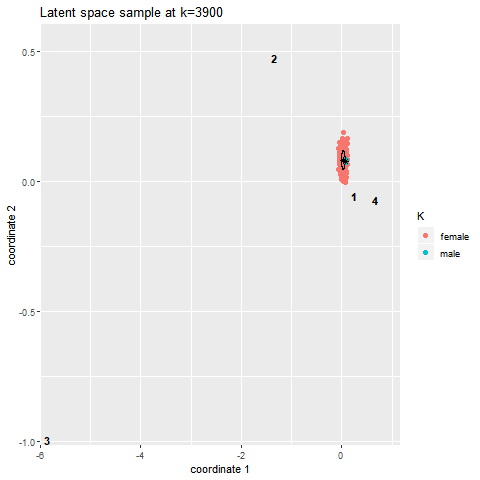 Latent space sample at k=3900
0.5
0.0
-0.5
-1.0
coordinate 2
2
1
4
3
-6
-4
-2
0
coordinate 1
K
female
male